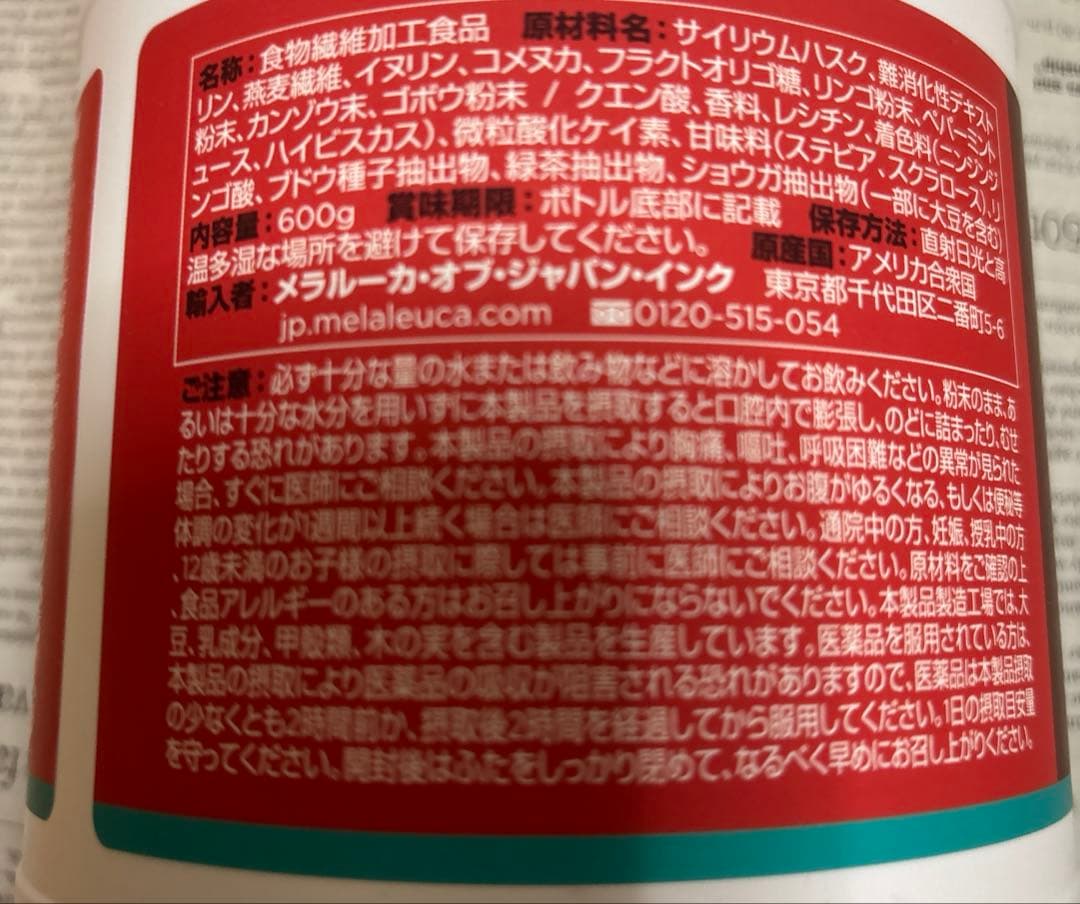 名称：食物繊維加工食品　原材料名：サイリウムハスク、難消化性デキスト
リン、燕麦繊維、イヌリン、コメヌカ、フラクトオリゴ糖、リンゴ粉末、ペパーミント
粉末、カンゾウ末、ゴボウ粉末 / クエン酸、香料、レシチン、着色料(ニンジンジ
ュース、ハイビスカス)、微粒酸化ケイ素、甘味料(ステビア、スクラロース)、リ
ンゴ酸、ブドウ種子抽出物、緑茶抽出物、ショウガ抽出物(一部に大豆を含む)
内容量：600g　賞味期限：ボトル底部に記載　保存方法：直射日光と高
温多湿な場所を避けて保存してください。　原産国：アメリカ合衆国
輸入者：メラルーカ・オブ・ジャパン・インク　東京都千代田区二番町5-6
jp.melaleuca.com　0120-515-054
ご注意：必ず十分な量の水または飲み物などに溶かしてお飲みください。粉末のまま、あ
るいは十分な水分を用いずに本製品を摂取すると口腔内で膨張し、のどに詰まったり、むせ
たりする恐れがあります。本製品の摂取により胸痛、嘔吐、呼吸困難などの異常が見られた
場合、すぐに医師にご相談ください。本製品の摂取によりお腹がゆるくなる、もしくは便秘等
体調の変化が1週間以上続く場合は医師にご相談ください。通院中の方、妊娠、授乳中の方
、12歳未満のお子様の摂取に際しては事前に医師にご相談ください。原材料をご確認の上
、食品アレルギーのある方はお召し上がりにならないでください。本製品製造工場では、大
豆、乳成分、甲殻類、木の実を含む製品を生産しています。医薬品を服用されている方は、
本製品の摂取により医薬品の吸収が阻害される恐れがありますので、医薬品は本製品摂取
の少なくとも2時間前か、摂取後2時間を経過してから服用してください。1日の摂取目安量
を守ってください。開封後はふたをしっかり閉めて、なるべく早めにお召し上がりください。